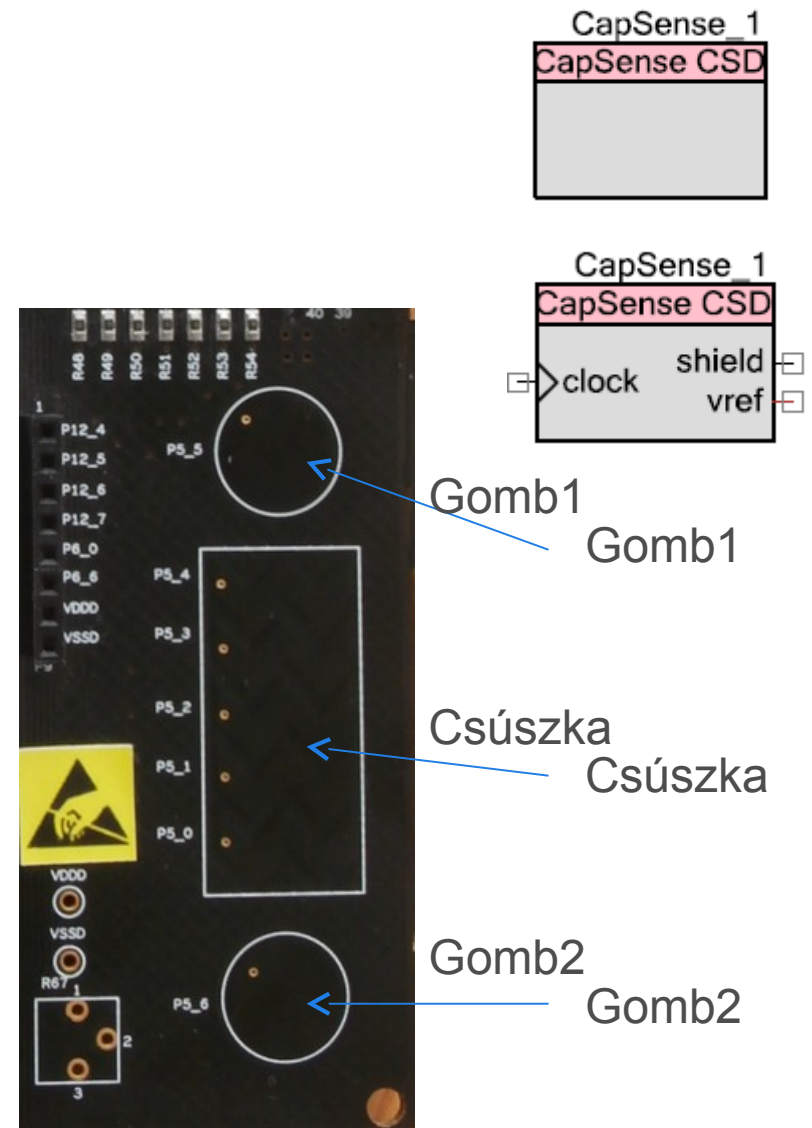 CapSense_1
CapSense CSD
CapSense_1
CapSense CSD
clock
shield
vref
40 39
R48 R49 R50 R51 R52 R53 R54
1
P12_4
P12_5
P12_6
P12_7
P6_0
P6_6
VDDD
VSSD
P9
P5_5
Gomb1
Gomb1
P5_4
P5_3
P5_2
P5_1
P5_0
Csúszka
Csúszka
VDDD
VSSD
R67
1
2
3
P5_6
Gomb2
Gomb2